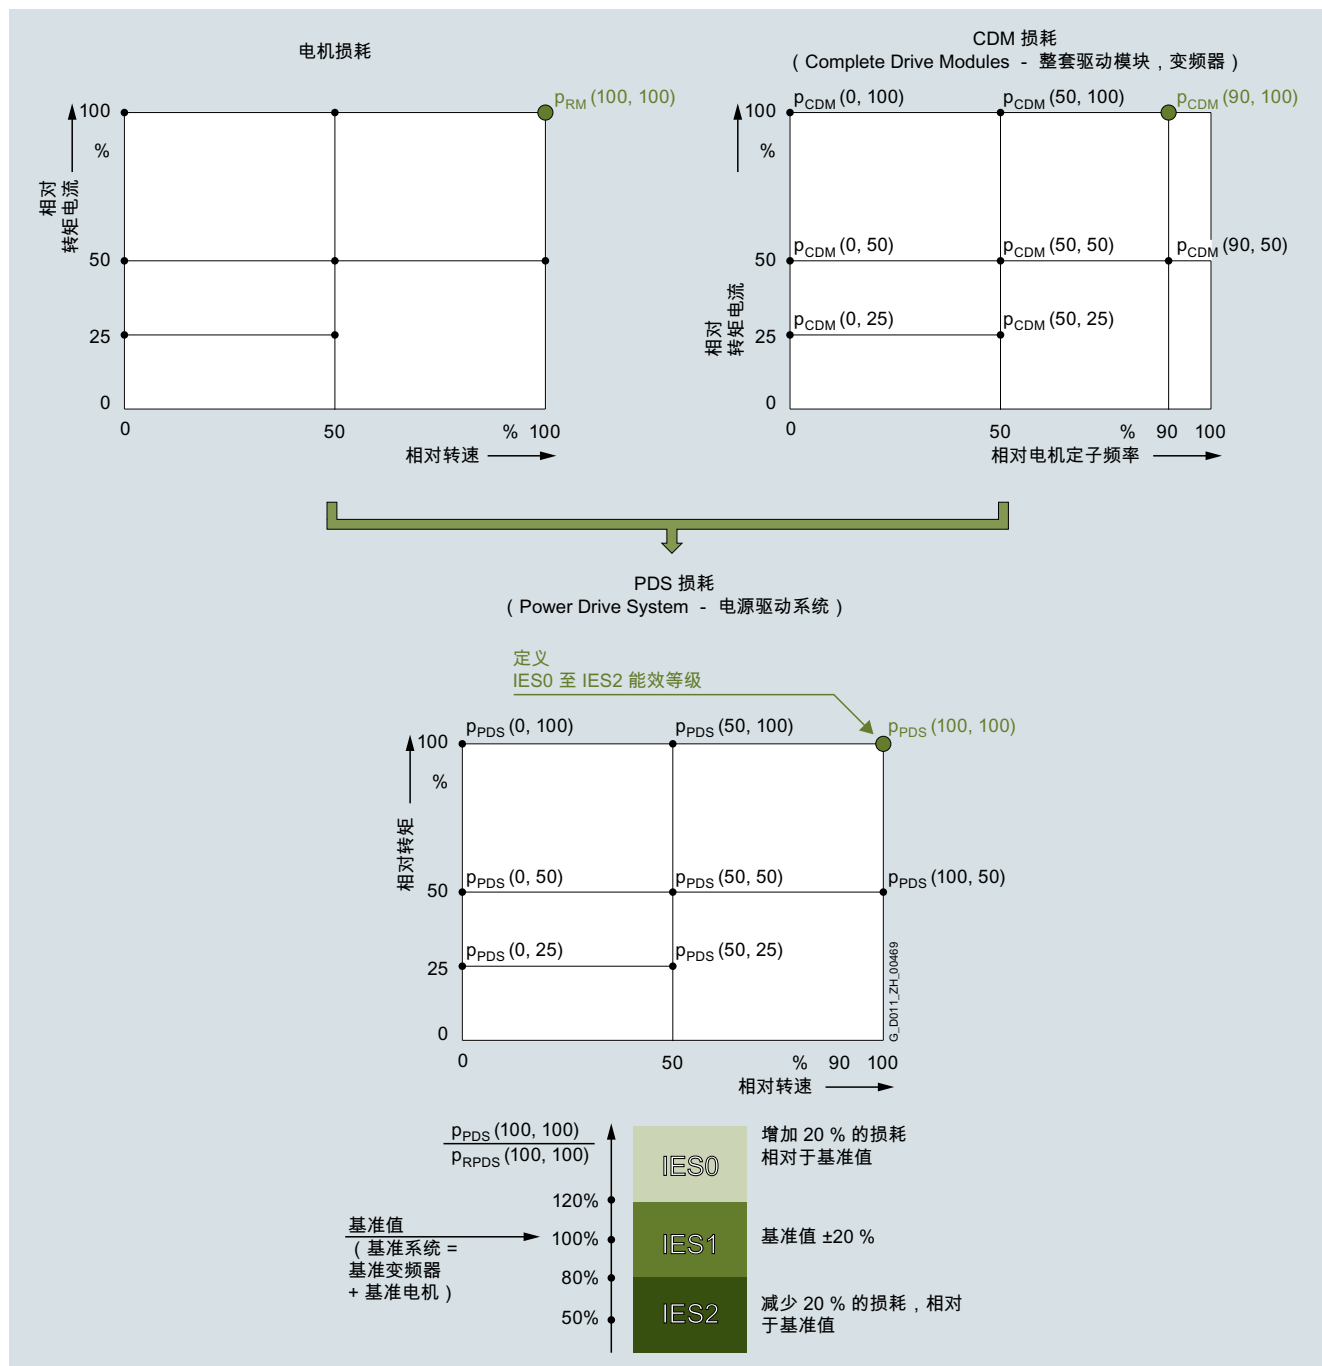 电机损耗
CDM 损耗
( Complete Drive Modules - 整套驱动模块，变频器 )
100
%
50
25
0
相对
转矩电流
pRM (100, 100)
0
50
% 100
相对转速
100
%
50
25
0
相对
转矩电流
pCDM (0, 100)
pCDM (50, 100)
pCDM (90, 100)
pCDM (0, 50)
pCDM (50, 50)
pCDM (90, 50)
pCDM (0, 25)
pCDM (50, 25)
0
50
% 90 100
相对电机定子频率
PDS 损耗
( Power Drive System - 电源驱动系统 )
定义
IES0 至 IES2 能效等级
100
%
50
25
0
相对转矩
pPDS (0, 100)
pPDS (50, 100)
pPDS (100, 100)
pPDS (0, 50)
pPDS (50, 50)
pPDS (100, 50)
pPDS (0, 25)
pPDS (50, 25)
G_D011_ZH_00469
0
50
% 90 100
相对转速
pPDS (100, 100)
pRPDS (100, 100)
120%
100%
80%
50%
基准值
( 基准系统 =
基准变频器
+ 基准电机 )
IES0
IES1
IES2
增加 20 % 的损耗
相对于基准值
基准值 ±20 %
减少 20 % 的损耗，相对
于基准值